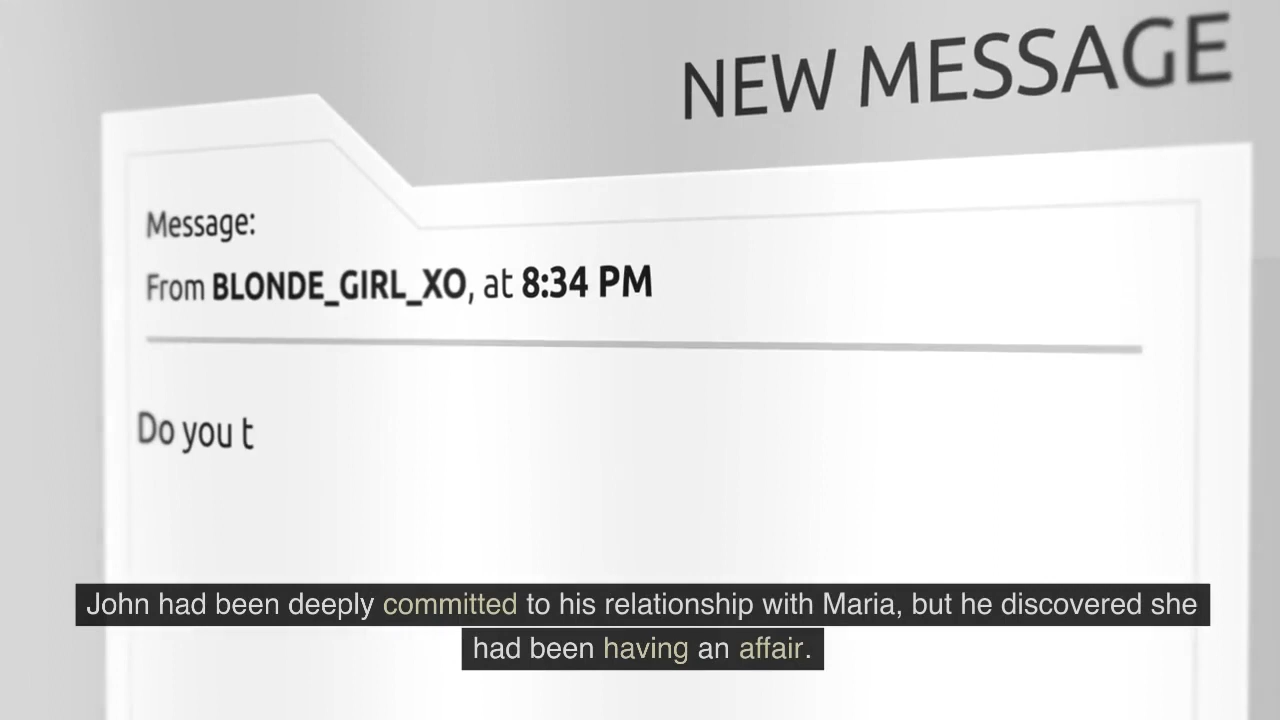 NEW MESSAGE
Message:
From BLONDE_GIRL_XO, at 8:34 PM
Do you t
John had been deeply committed to his relationship with Maria, but he discovered she
had been having an affair.